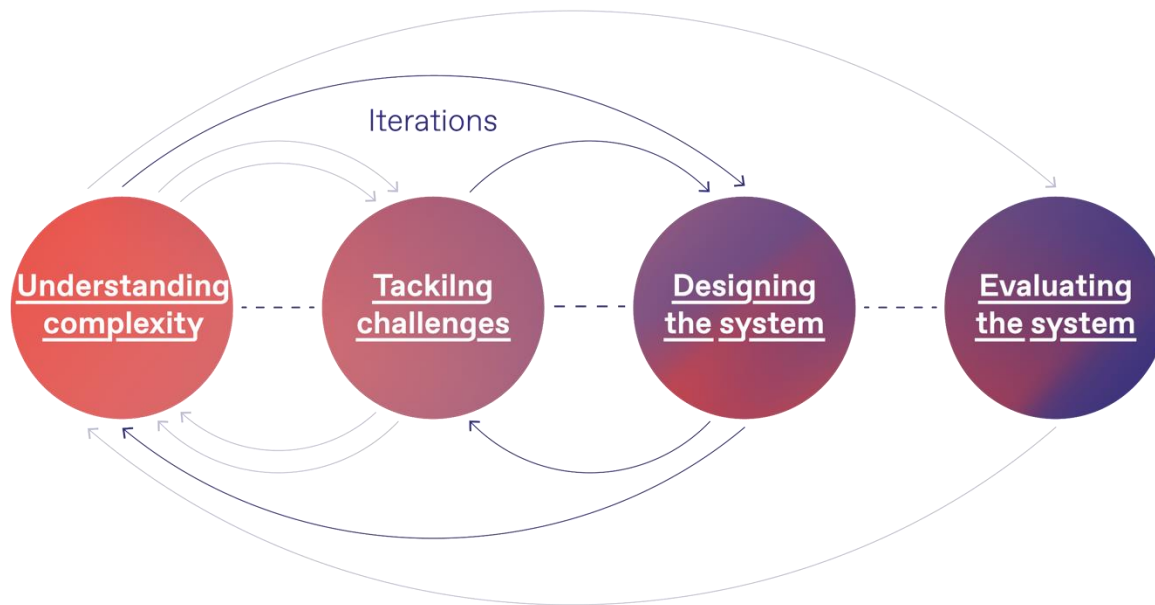 Iterations
Understanding
complexity
Tackilng
challenges
Designing
the system
Evaluating
the system